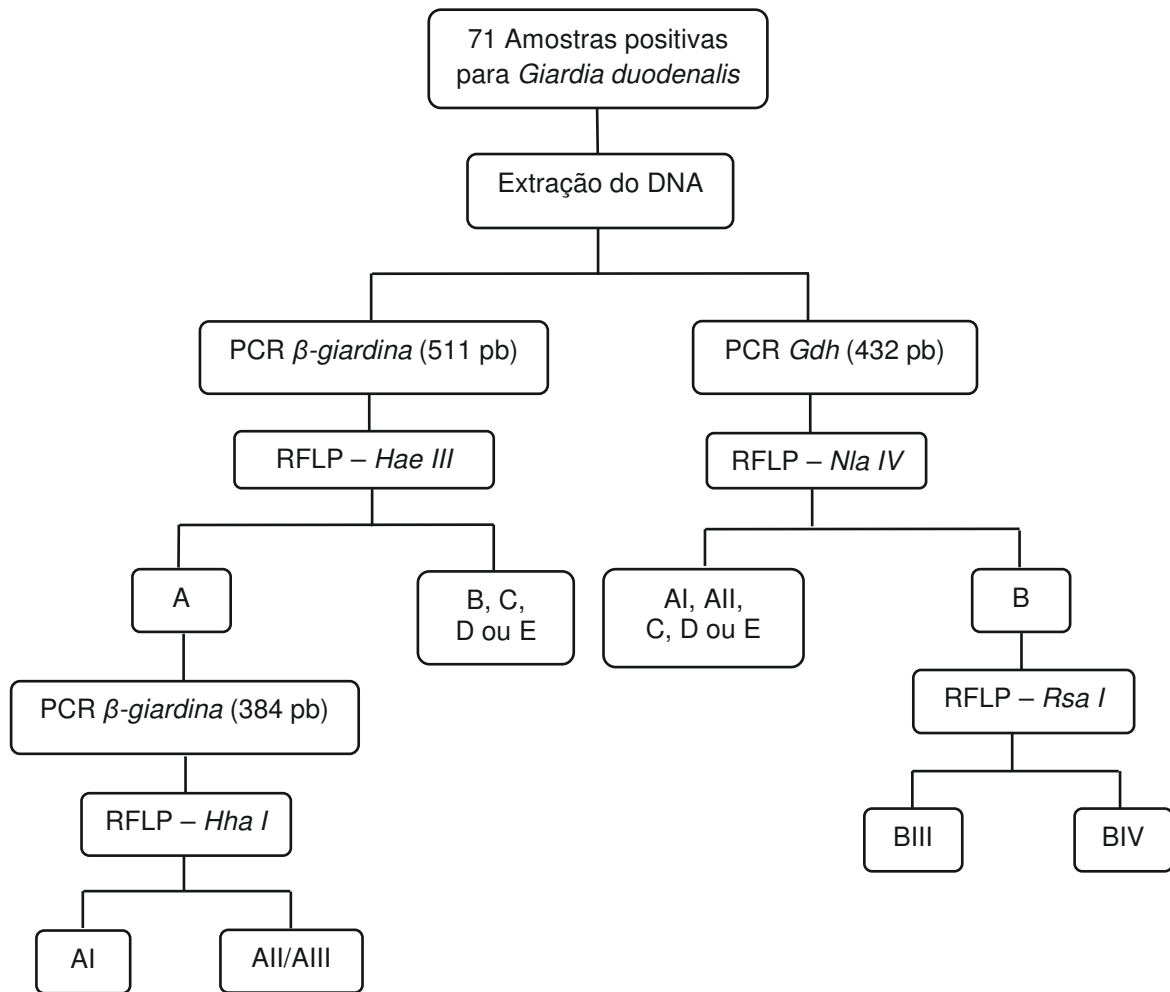 71 Amostras positivas
para Giardia duodenalis
Extração do DNA
PCR β-giardina (511 pb)
PCR Gdh (432 pb)
RFLP – Hae III
RFLP – Nla IV
A
B, C,
D ou E
AI, AII,
C, D ou E
B
PCR β-giardina (384 pb)
RFLP – Rsa I
RFLP – Hha I
BIII
BIV
AI
AII/AIII